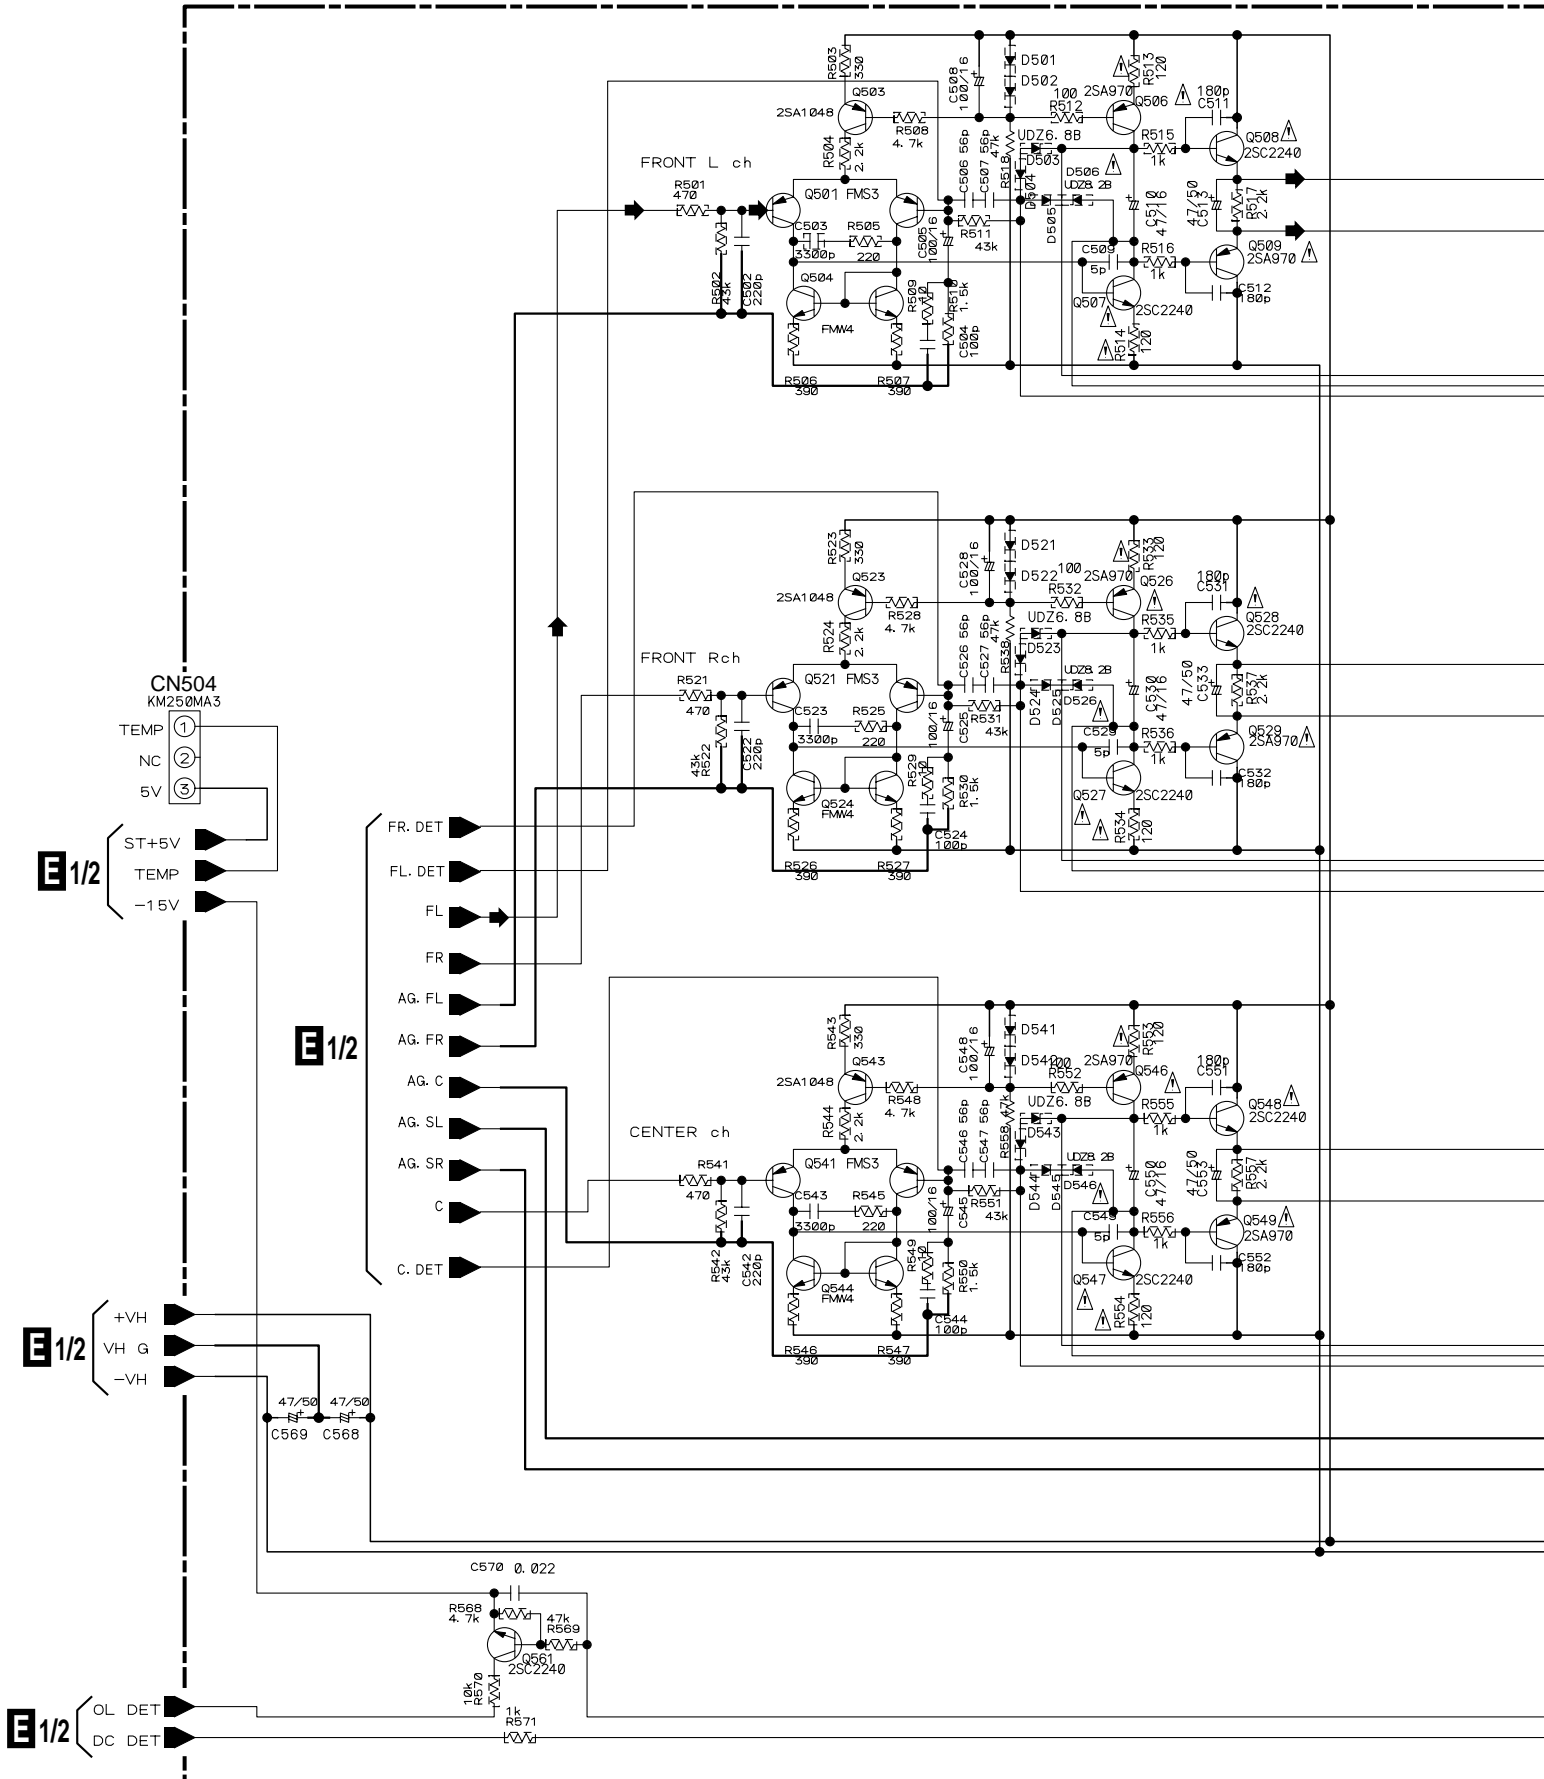 R503
330
C508
100/16
D501
D502
R513
120
Q503
2SA1048
R508
4.7k
100
R512
2SA970
Q506
180p
C511
R504
2.2k
FRONT L ch
R501
470
Q501
FMS3
C506 56p
C507 56p
R518
47k
UDZ6.8B
D503
D504
D505
D506
UDZ8.2B
R515
1k
Q508
2SC2240
C503
3300p
R505
220
C505
100/16
R511
43k
C510
47/16
47/50
C513
R517
2.2k
R502
43k
C502
220p
Q504
FMW4
R509
10
R510
1.5k
C504
100p
C509
5p
R516
1k
Q509
2SA970
Q507
2SC2240
C512
180p
R514
120
R506
390
R507
390
R523
330
C528
100/16
D521
D522
R533
120
Q523
2SA1048
R528
4.7k
100
R532
2SA970
Q526
180p
C531
R524
2.2k
FRONT Rch
R521
470
Q521
FMS3
C526 56p
C527 56p
R538
47k
UDZ6.8B
D523
D524
D525
UDZ8.2B
D526
R535
1k
Q528
2SC2240
C523
3300p
R525
220
100/16
C525
R531
43k
C530
47/16
47/50
C533
R537
2.2k
43k
R522
C522
220p
Q524
FMW4
R529
10
R530
1.5k
C524
100p
C529
5p
R536
1k
Q529
2SA970
Q527
2SC2240
C532
180p
R534
120
R526
390
R527
390
CN504
KM250MA3
TEMP 1
NC 2
5V 3
E 1/2
ST+5V
TEMP
-15V
E 1/2
FR.DET
FL.DET
FL
FR
AG.FL
AG.FR
AG.C
AG.SL
AG.SR
C
C.DET
R543
330
C548
100/16
D541
D542
R553
120
Q543
2SA1048
R548
4.7k
100
R552
2SA970
Q546
180p
C551
R544
2.2k
CENTER ch
R541
470
Q541
FMS3
C546 56p
C547 56p
R558
47k
UDZ6.8B
D543
D544
D545
UDZ8.2B
D546
R555
1k
Q548
2SC2240
C543
3300p
R545
220
100/16
C545
R551
43k
C550
47/16
47/50
C553
R557
2.2k
R542
43k
C542
220p
Q544
FMW4
R549
10
R550
1.5k
C544
100p
5p
R556
1k
Q549
2SA970
Q547
2SC2240
C552
180p
R554
120
R546
390
R547
390
E 1/2
+VH
VH G
-VH
47/50
C569
47/50
C568
C570 0.022
R568
4.7k
47k
R569
Q561
2SC2240
10k
R570
1k
R571
E 1/2
OL DET
DC DET